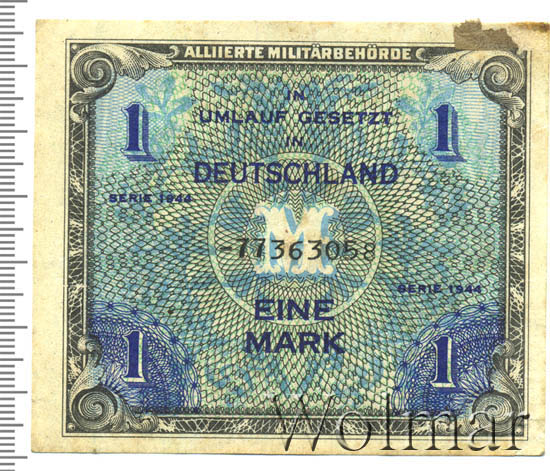 ALLIIERTE MILITÄRBEHÖRDE
1 1
IN
UMLAUF GESETZT
IN
DEUTSCHLAND
SERIE 1944
M
-77363058
SERIE 1944
EINE
MARK
1 1
Wolmar